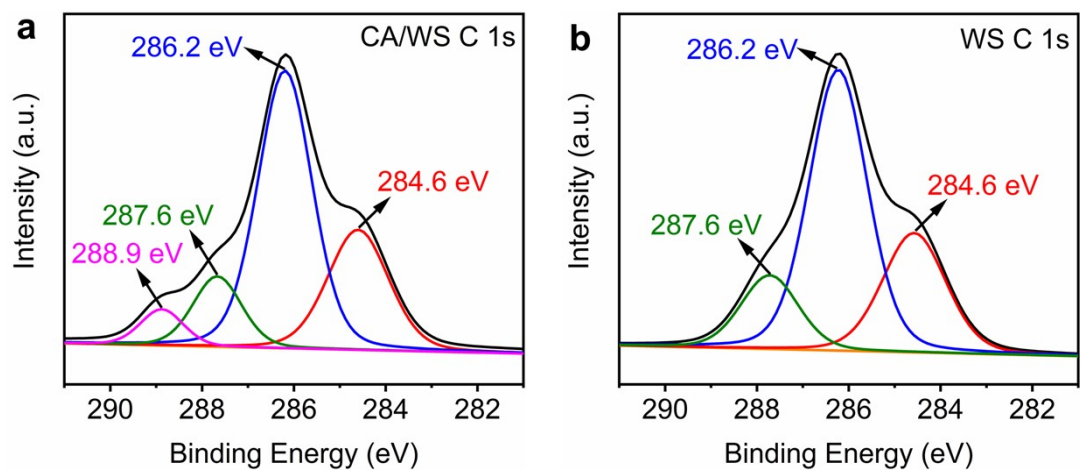 a
CA/WS C 1s
286.2 eV
284.6 eV
287.6 eV
288.9 eV
Intensity (a.u.)
290 288 286 284 282
Binding Energy (eV)
b
WS C 1s
286.2 eV
284.6 eV
287.6 eV
Intensity (a.u.)
290 288 286 284 282
Binding Energy (eV)